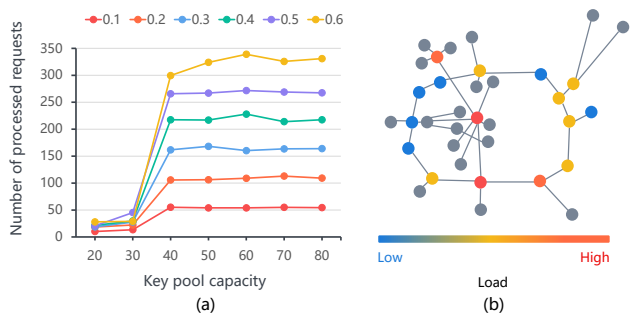 0.1 0.2 0.3 0.4 0.5 0.6
Number of processed requests
350
300
250
200
150
100
50
0
20 30 40 50 60 70 80
Key pool capacity
(a)
Low High
Load
(b)